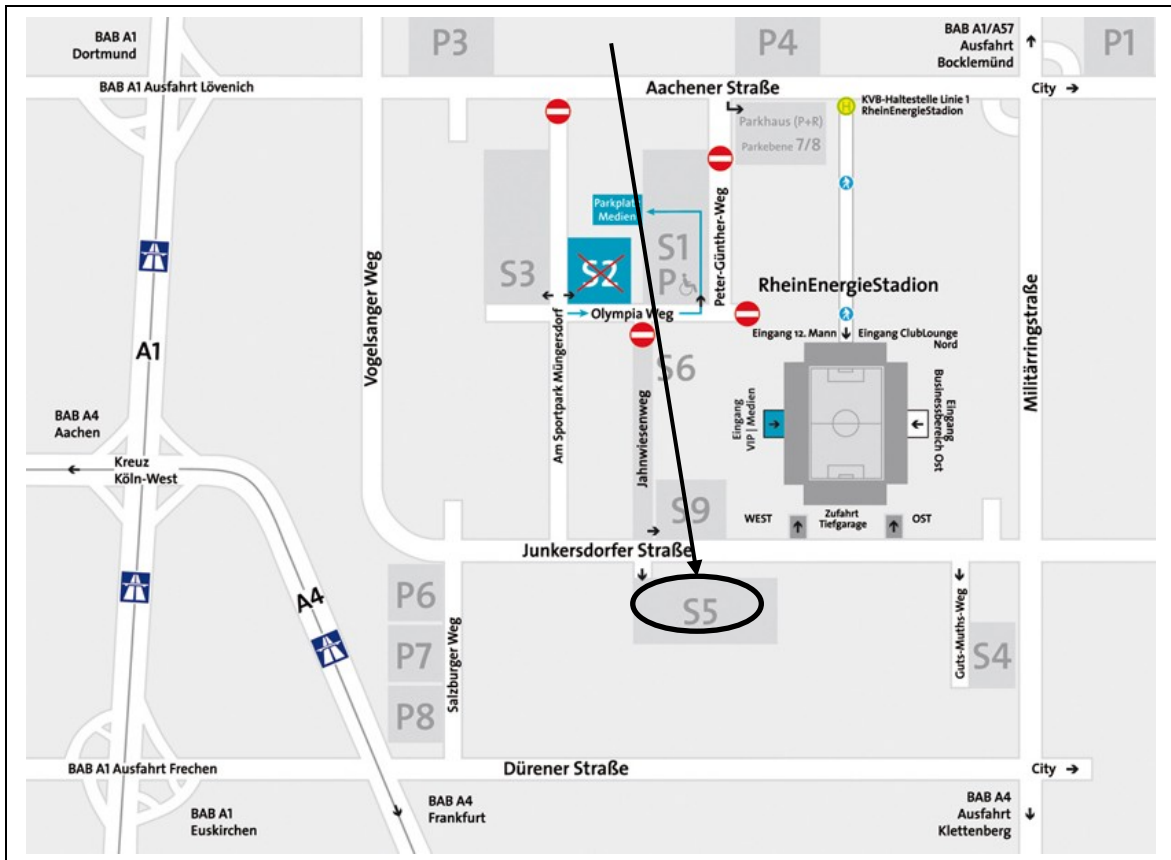 BAB A1
Dortmund
P3
P4
BAB A1/A57
Ausfahrt
Bocklemünd
P1
BAB A1 Ausfahrt Lövenich
Aachener Straße
City
H
KVB-Haltestelle Linie 1
RheinEnergieStadion
Parkhaus (P+R)
Parkebene 7/8
Parkplatz
Medien
S3
S2
S1
P
Peter-Günther-Weg
RheinEnergieStadion
Vogelsanger Weg
Am Sportpark Müngersdorf
Olympia Weg
Eingang 12. Mann
Eingang ClubLounge
Nord
Militärringstraße
A1
S6
Jahnwiesenweg
Eingang
VIP | Medien
Eingang
Businessbereich Ost
BAB A4
Aachen
Kreuz
Köln-West
S9
WEST
Zufahrt
Tiefgarage
OST
Junkersdorfer Straße
A4
P6
P7
P8
Salzburger Weg
S5
Guts-Muths-Weg
S4
BAB A1 Ausfahrt Frechen
Dürener Straße
City
BAB A1
Euskirchen
BAB A4
Frankfurt
BAB A4
Ausfahrt
Klettenberg